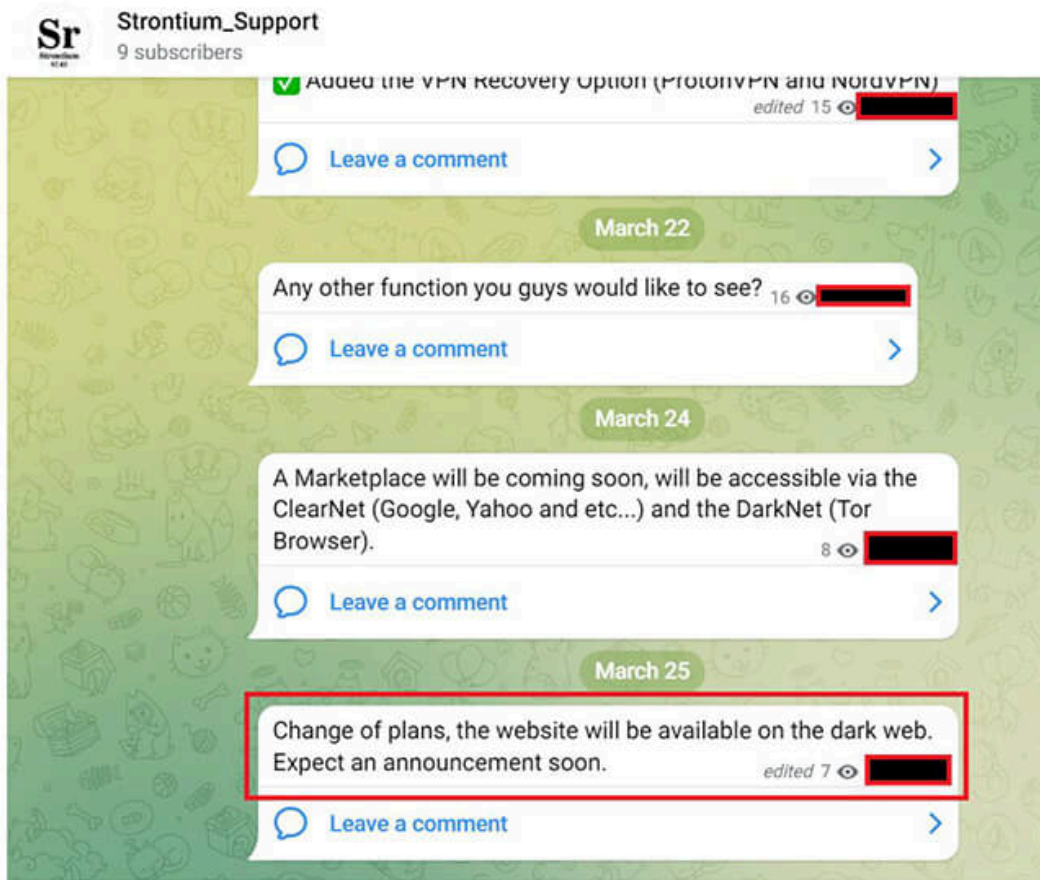 Sr
Strontium_Support
9 subscribers
✅ Added the VPN Recovery Option (ProtonVPN and NordVPN)
edited 15
Leave a comment
March 22
Any other function you guys would like to see? 16
Leave a comment
March 24
A Marketplace will be coming soon, will be accessible via the
ClearNet (Google, Yahoo and etc...) and the DarkNet (Tor
Browser).
8
Leave a comment
March 25
Change of plans, the website will be available on the dark web.
Expect an announcement soon.
edited 7
Leave a comment